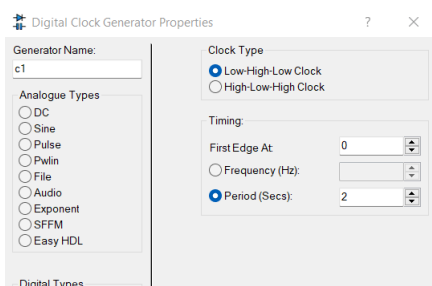 Digital Clock Generator Properties ? ×
Generator Name:
c1
Analogue Types
DC
Sine
Pulse
Pwlin
File
Audio
Exponent
SFFM
Easy HDL
Digital Types
Clock Type
Low-High-Low Clock
High-Low-High Clock
Timing:
First Edge At: 0
Frequency (Hz):
Period (Secs): 2